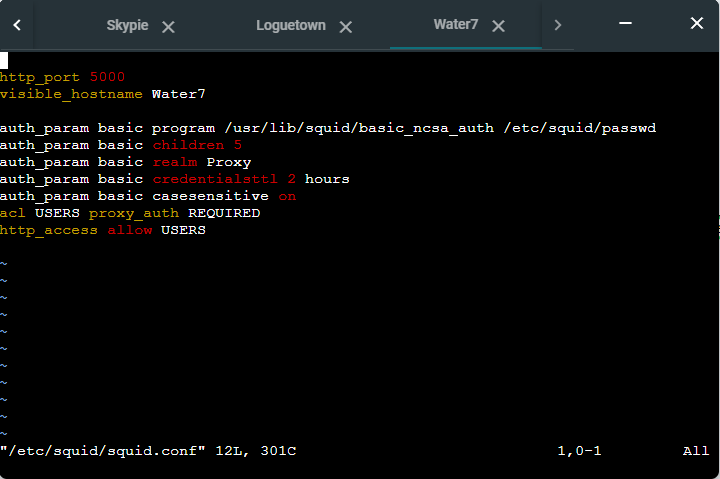 Skypie Loguetown Water7
http_port 5000
visible_hostname Water7
auth_param basic program /usr/lib/squid/basic_ncsa_auth /etc/squid/passwd
auth_param basic children 5
auth_param basic realm Proxy
auth_param basic credentialsttl 2 hours
auth_param basic casesensitive on
acl USERS proxy_auth REQUIRED
http_access allow USERS
~
~
~
~
~
~
~
~
~
~
~
"/etc/squid/squid.conf" 12L, 301C 1,0-1 All